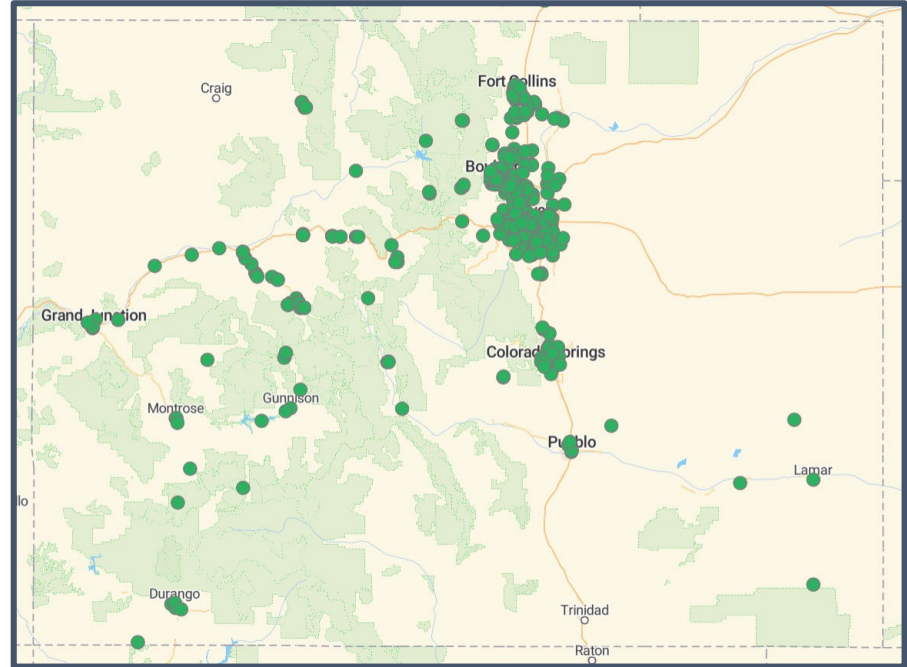 Fort Collins
Craig
Grand Junction
Colorado Springs
Gunnison
Montrose
Pueblo
Lamar
Durango
Trinidad
Raton